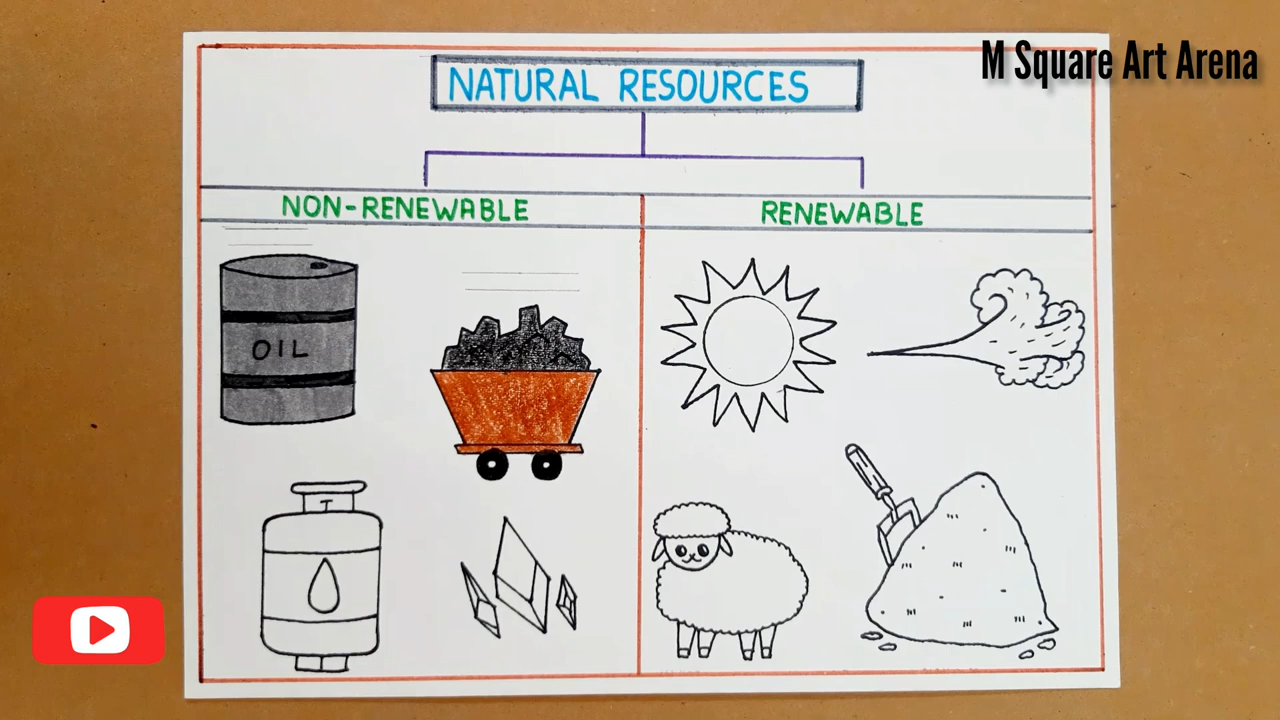 M Square Art Arena
NATURAL RESOURCES
NON-RENEWABLE
RENEWABLE
OIL